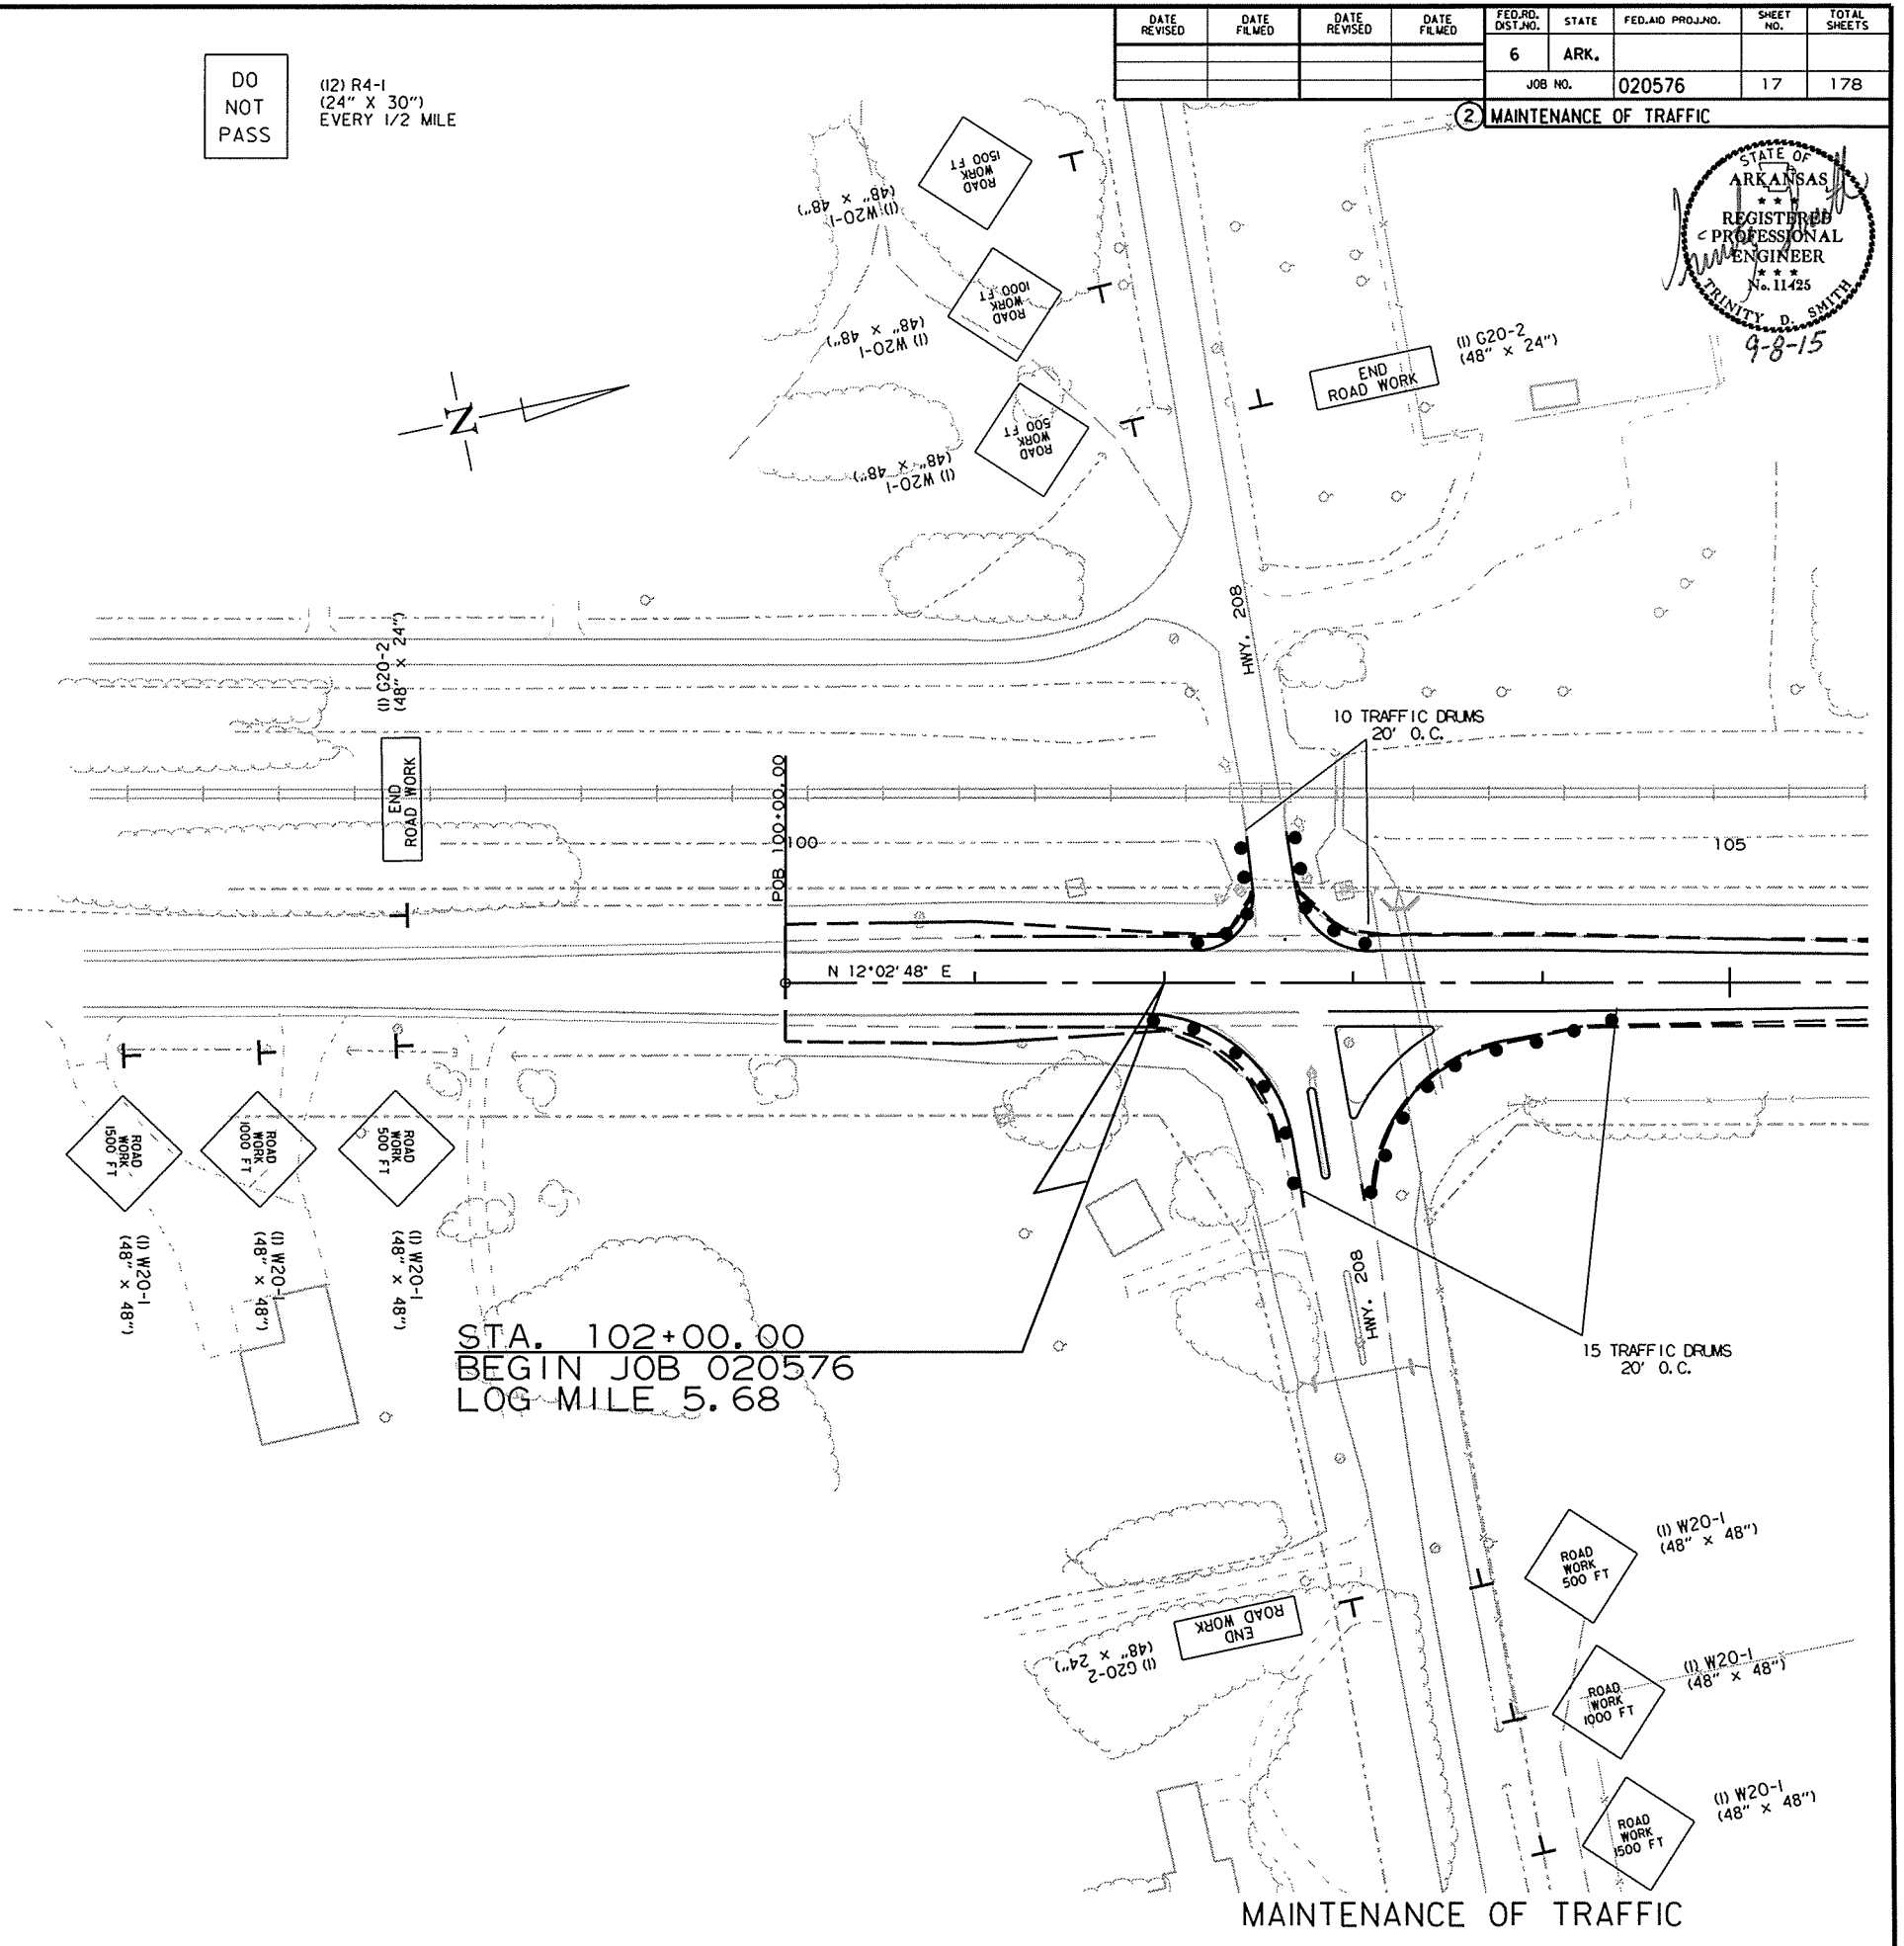 DATE REVISED
DATE FILMED
DATE REVISED
DATE FILMED
FED.RD. DIST.NO.
STATE
FED.AID PROJ.NO.
SHEET NO.
TOTAL SHEETS
6
ARK.
JOB NO.
020576
17
178
2 MAINTENANCE OF TRAFFIC
DO
NOT
PASS
(12) R4-1
(24" X 30")
EVERY 1/2 MILE
STATE OF
ARKANSAS
★ ★ ★
REGISTERED
PROFESSIONAL
ENGINEER
★ ★ ★
No. 11425
TRINITY D. SMITH
9-8-15
ROAD
WORK
1500 FT
(1) W20-1
(48" X 48")
ROAD
WORK
1000 FT
(1) W20-1
(48" X 48")
ROAD
WORK
500 FT
(1) W20-1
(48" X 48")
END
ROAD WORK
(1) G20-2
(48" X 24")
N
HWY. 208
(1) G20-2
(48" X 24")
END
ROAD WORK
10 TRAFFIC DRUMS
20' O.C.
POB 100+00.00
100
105
N 12°02'48" E
ROAD
WORK
1500 FT
(1) W20-1
(48" X 48")
ROAD
WORK
1000 FT
(1) W20-1
(48" X 48")
ROAD
WORK
500 FT
(1) W20-1
(48" X 48")
STA. 102+00.00
BEGIN JOB 020576
LOG MILE 5.68
HWY. 208
15 TRAFFIC DRUMS
20' O.C.
ROAD
WORK
500 FT
(1) W20-1
(48" X 48")
END
ROAD WORK
(1) G20-2
(48" X 24")
ROAD
WORK
1000 FT
(1) W20-1
(48" X 48")
ROAD
WORK
1500 FT
(1) W20-1
(48" X 48")
MAINTENANCE OF TRAFFIC